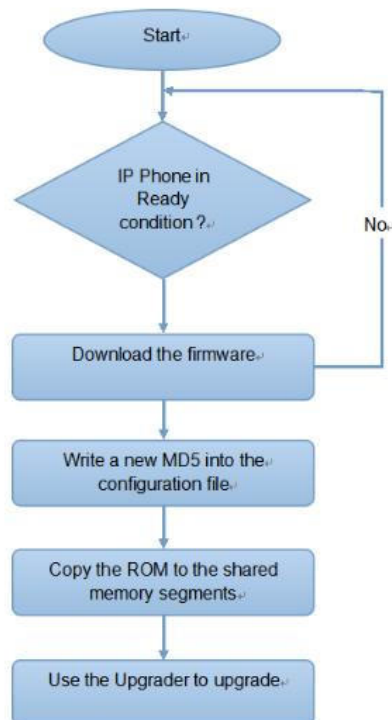 Start
IP Phone in
Ready
condition?
No
Download the firmware
Write a new MD5 into the
configuration file
Copy the ROM to the shared
memory segments
Use the Upgrader to upgrade